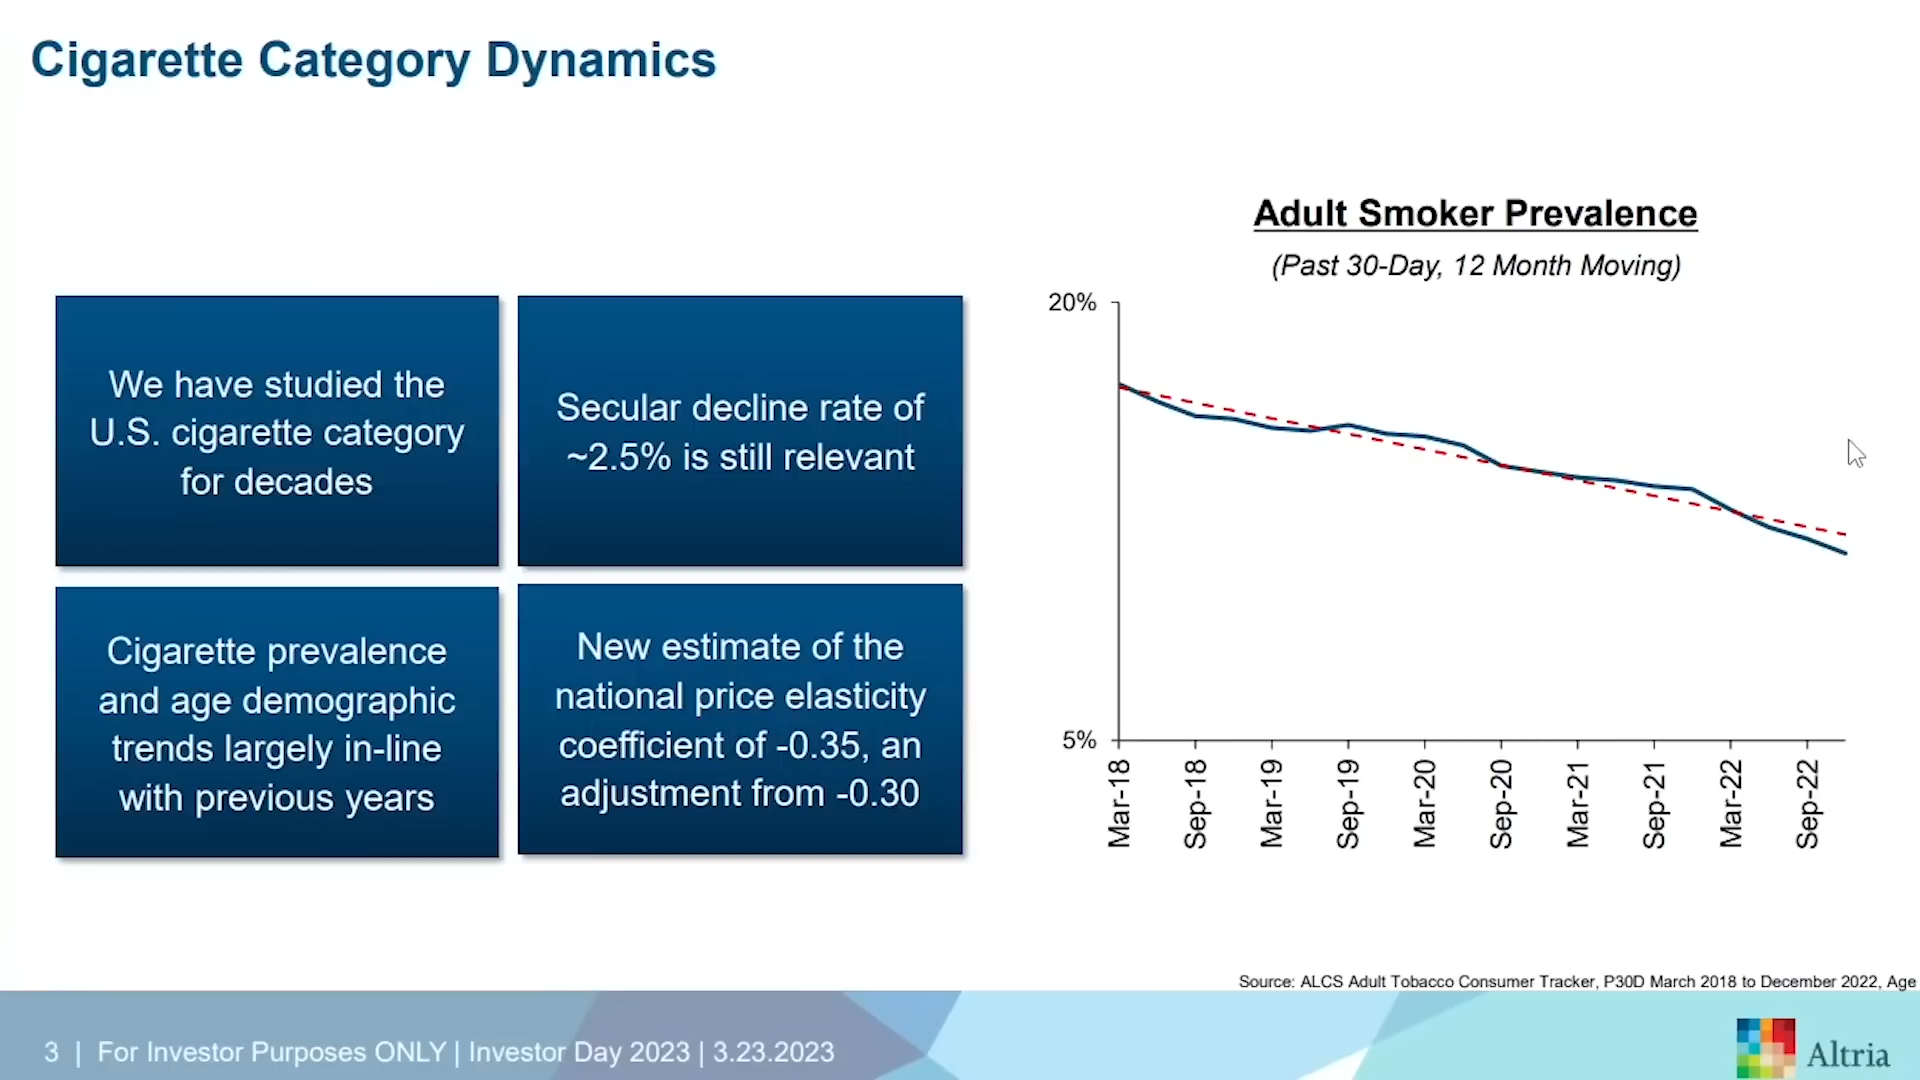 Cigarette Category Dynamics
We have studied the
U.S. cigarette category
for decades
Secular decline rate of
~2.5% is still relevant
Cigarette prevalence
and age demographic
trends largely in-line
with previous years
New estimate of the
national price elasticity
coefficient of -0.35, an
adjustment from -0.30
Adult Smoker Prevalence
(Past 30-Day, 12 Month Moving)
20%
5%
Mar-18
Sep-18
Mar-19
Sep-19
Mar-20
Sep-20
Mar-21
Sep-21
Mar-22
Sep-22
Source: ALCS Adult Tobacco Consumer Tracker, P30D March 2018 to December 2022, Age
3 | For Investor Purposes ONLY | Investor Day 2023 | 3.23.2023
Altria